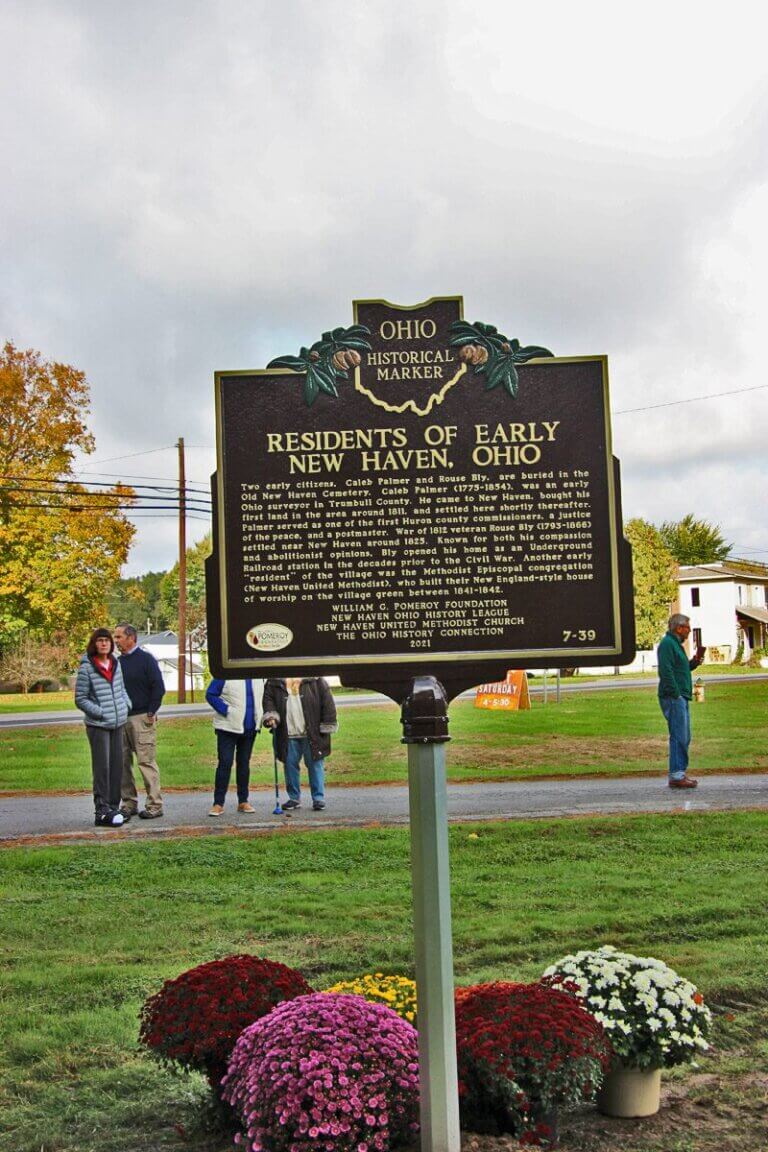 OHIO
HISTORICAL
MARKER
RESIDENTS OF EARLY
NEW HAVEN, OHIO
Two early citizens, Caleb Palmer and Rouse Bly, are buried in the
Old New Haven Cemetery. Caleb Palmer (1775-1854), was an early
Ohio surveyor in Trumbull County. He came to New Haven, bought his
first land in the area around 1811, and settled here shortly thereafter.
Palmer served as one of the first Huron county commissioners, a justice
of the peace, and a postmaster. War of 1812 veteran Rouse Bly (1793-1866)
settled near New Haven around 1825. Known for both his compassion
and abolitionist opinions, Bly opened his home as an Underground
Railroad station in the decades prior to the Civil War. Another early
"resident" of the village was the Methodist Episcopal congregation
(New Haven United Methodist), who built their New England-style house
of worship on the village green between 1841-1842.
WILLIAM G. POMEROY FOUNDATION
NEW HAVEN OHIO HISTORY LEAGUE
NEW HAVEN UNITED METHODIST CHURCH
THE OHIO HISTORY CONNECTION
2021
7-39
POMEROY
SATURDAY
4-5:30